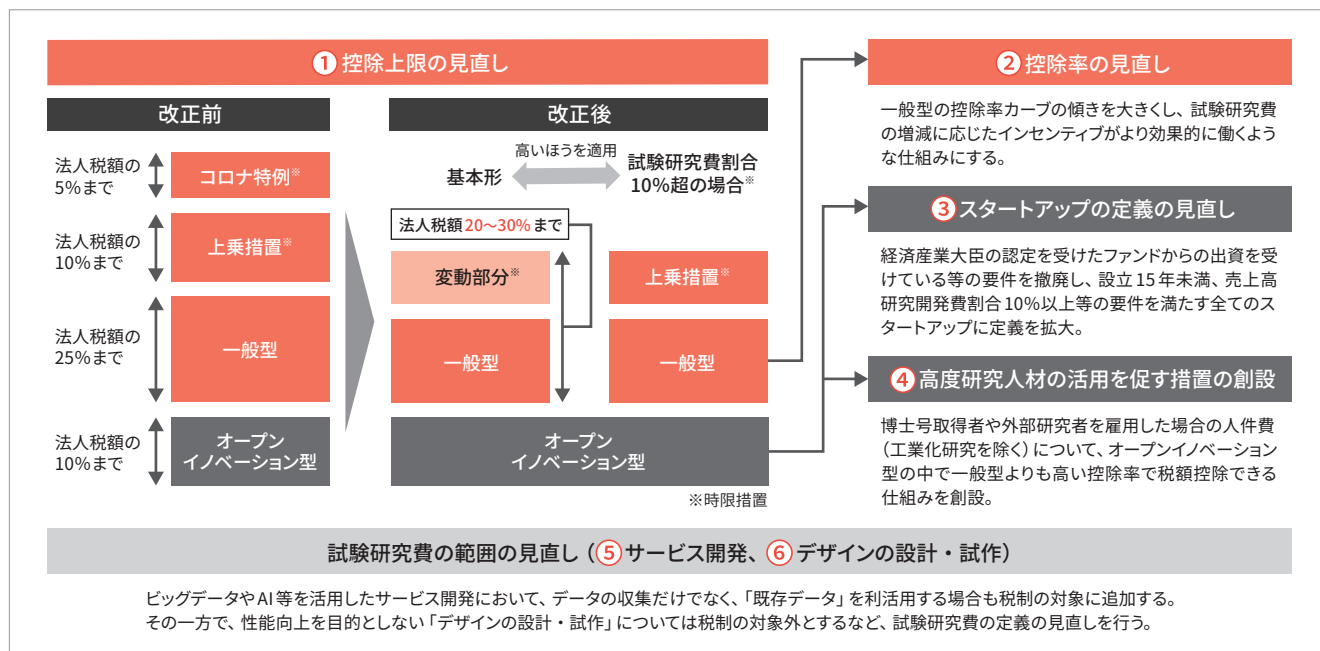 ① 控除上限の見直し
改正前
法人税額の
5%まで
コロナ特例※
法人税額の
10%まで
上乗措置※
法人税額の
25%まで
一般型
法人税額の
10%まで
オープン
イノベーション型
改正後
基本形
高いほうを適用
試験研究費割合
10%超の場合※
法人税額20〜30%まで
変動部分※
上乗措置※
一般型
一般型
オープン
イノベーション型
※時限措置
② 控除率の見直し
一般型の控除率カーブの傾きを大きくし、試験研究費
の増減に応じたインセンティブがより効果的に働くよう
な仕組みにする。
③ スタートアップの定義の見直し
経済産業大臣の認定を受けたファンドからの出資を受
けている等の要件を撤廃し、設立15年未満、売上高
研究開発費割合10%以上等の要件を満たす全てのス
タートアップに定義を拡大。
④ 高度研究人材の活用を促す措置の創設
博士号取得者や外部研究者を雇用した場合の人件費
（工業化研究を除く）について、オープンイノベーション
型の中で一般型よりも高い控除率で税額控除できる
仕組みを創設。
試験研究費の範囲の見直し（⑤サービス開発、⑥デザインの設計・試作）
ビッグデータやAI等を活用したサービス開発において、データの収集だけでなく、「既存データ」を利活用する場合も税制の対象に追加する。
その一方で、性能向上を目的としない「デザインの設計・試作」については税制の対象外とするなど、試験研究費の定義の見直しを行う。